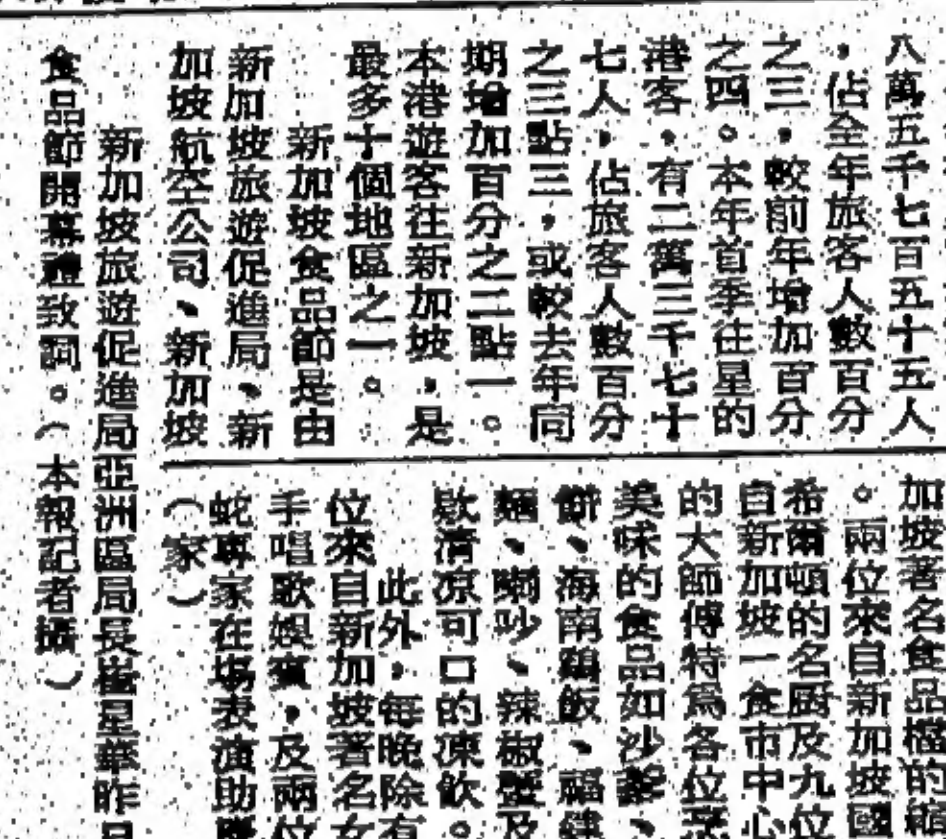 八萬五千七百五十五人
，佔全年旅客人數百分
之三，較前年增加百分
之四。本年首季往星的
港客，有二萬三千七十
七人，佔旅客人數百分
之三點三，或較去年同
期增加百分之二點一。
本港遊客往新加坡，是
最多十個地區之一。
新加坡食品節是由
新加坡旅遊促進局、新
加坡航空公司、新加坡
加坡著名食品檔的縮
。兩位來自新加坡國
希爾頓的名厨及九位
自新加坡一食市中心
的大師傅特爲各位烹
美味的食品如沙爹、
餅、海南鷄飯、福建
麵、喇沙、辣椒蟹及
欵清凉可口的凍飲。
此外，每晚除有
位來自新加坡著名女
手唱歌娛賓，及兩位
蛇專家在場表演助
（家）
新加坡旅遊促進局亞洲區局長崔星華昨日
食品節開幕禮致詞。（本報記者攝）